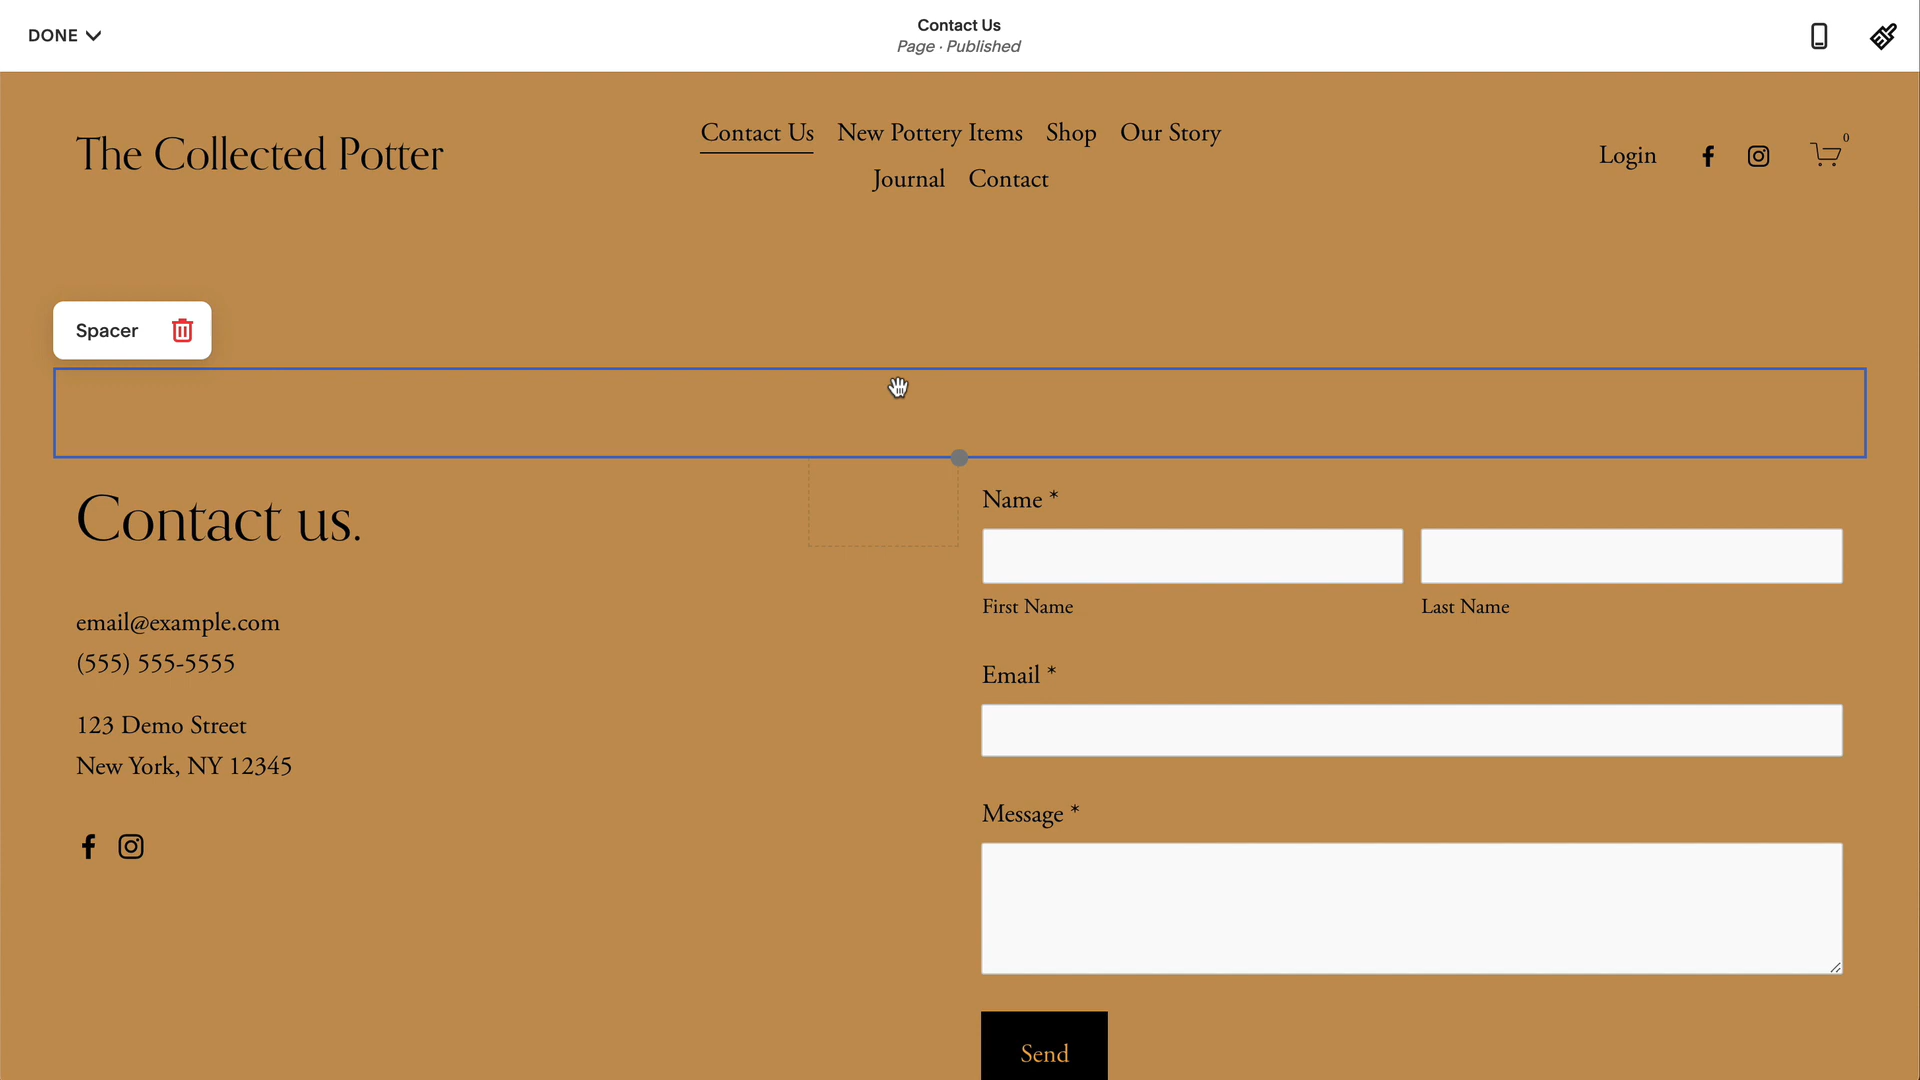 DONE
Contact Us
Page · Published
The Collected Potter
Contact Us New Pottery Items Shop Our Story
Journal Contact
Login
0
Spacer
Contact us.
email@example.com
(555) 555-5555
123 Demo Street
New York, NY 12345
Name *
First Name
Last Name
Email *
Message *
Send